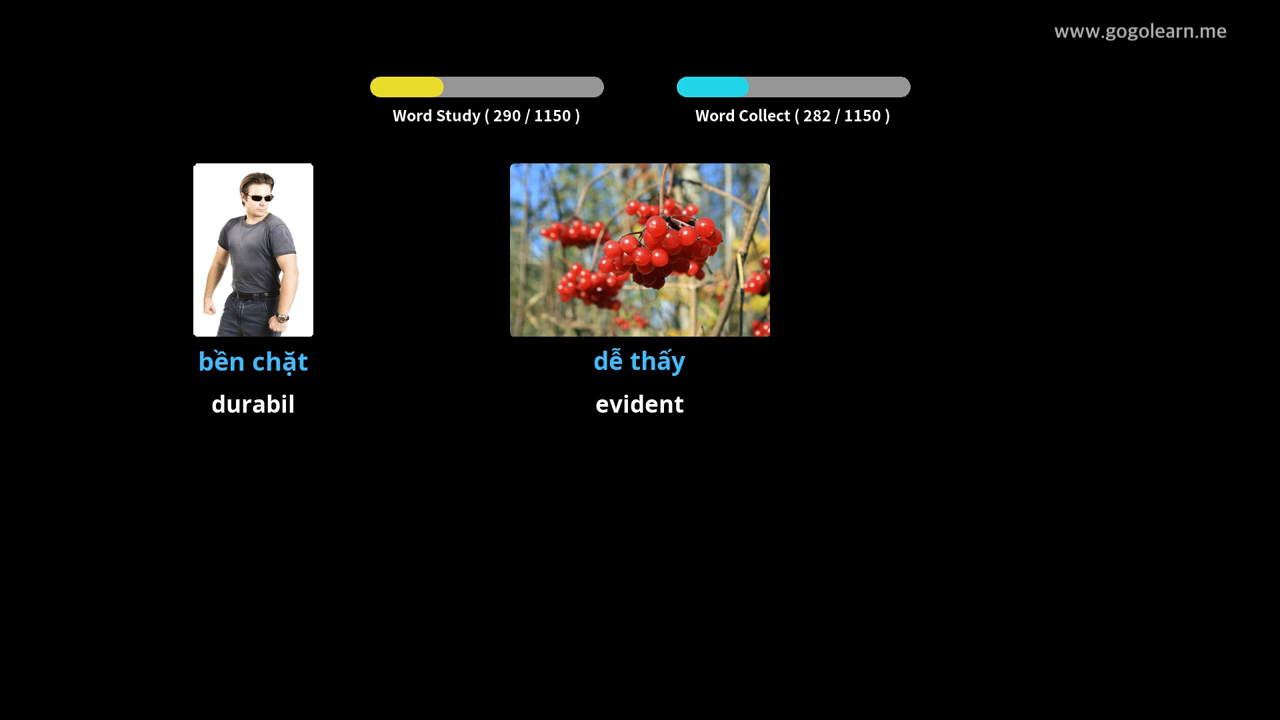 www.gogolearn.me
Word Study ( 290 / 1150 )
Word Collect ( 282 / 1150 )
bền chặt
dễ thấy
durabil
evident